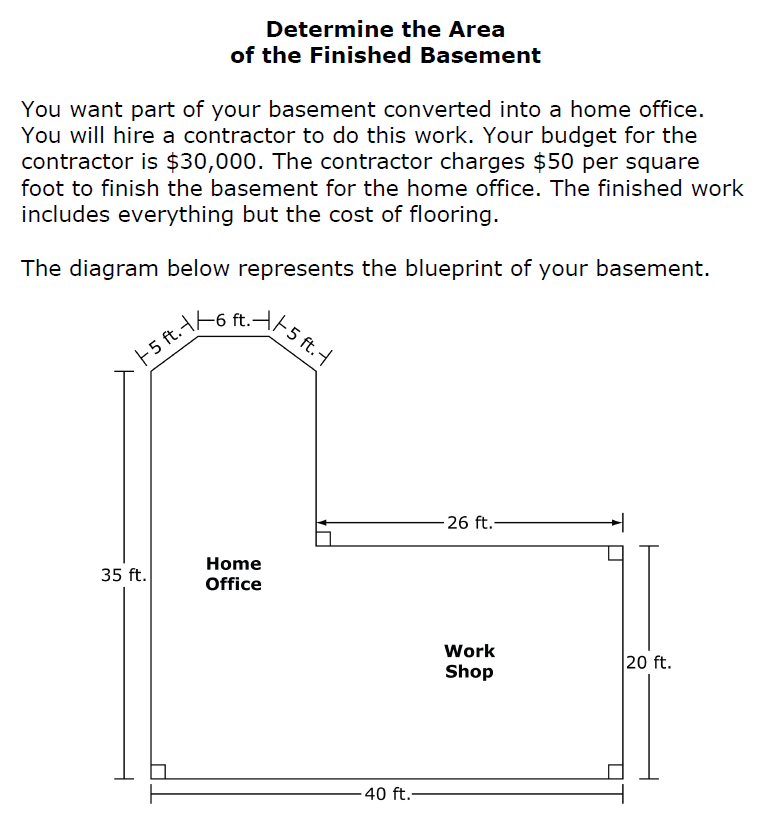 Determine the Area
of the Finished Basement
You want part of your basement converted into a home office.
You will hire a contractor to do this work. Your budget for the
contractor is $30,000. The contractor charges $50 per square
foot to finish the basement for the home office. The finished work
includes everything but the cost of flooring.
The diagram below represents the blueprint of your basement.
5 ft.
6 ft.
5 ft.
26 ft.
35 ft.
Home
Office
Work
Shop
20 ft.
40 ft.